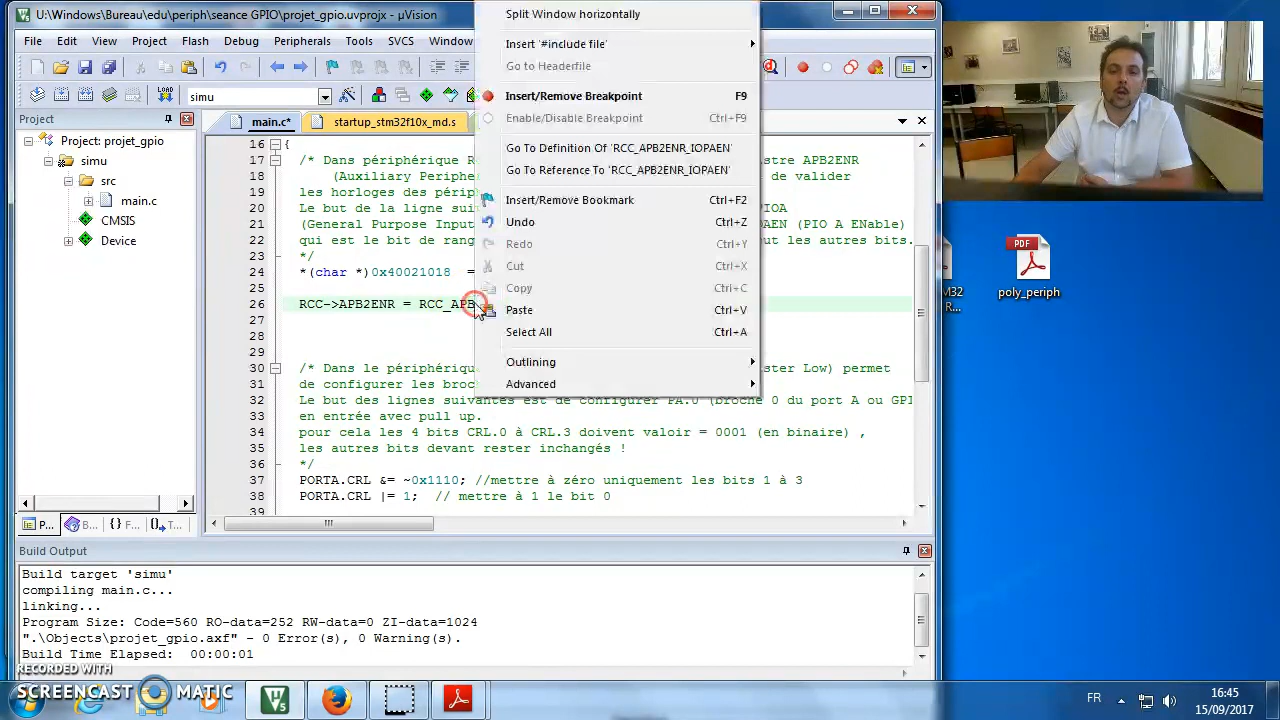 U:\Windows\Bureau\edu\periph\seance GPIO\projet_gpio.uvprojx - µVision
File Edit View Project Flash Debug Peripherals Tools SVCS Window
simu
Split Window horizontally
Insert '#include file'
Go to Headerfile
Insert/Remove Breakpoint F9
Enable/Disable Breakpoint Ctrl+F9
Go To Definition Of 'RCC_APB2ENR_IOPAEN'
Go To Reference To 'RCC_APB2ENR_IOPAEN'
Insert/Remove Bookmark Ctrl+F2
Undo Ctrl+Z
Redo Ctrl+Y
Cut Ctrl+X
Copy Ctrl+C
Paste Ctrl+V
Select All Ctrl+A
Outlining
Advanced
Project
Project: projet_gpio
simu
src
main.c
CMSIS
Device
P... B... {} F... T...
main.c* startup_stm32f10x_md.s
16 {
17 /* Dans périphérique R stre APB2ENR
18 (Auxiliary Peripher de valider
19 les horloges des périp
20 Le but de la ligne sui IOA
21 (General Purpose Input PAEN (PIO A ENable)
22 qui est le bit de rang ut les autres bits.
23 */
24 *(char *)0x40021018 =
25
26 RCC->APB2ENR = RCC_APB
27
28
29
30 /* Dans le périphérique ster Low) permet
31 de configurer les broc
32 Le but des lignes suivantes est de configurer PA.0 (broche 0 du port A ou GPI
33 en entrée avec pull up.
34 pour cela les 4 bits CRL.0 à CRL.3 doivent valoir = 0001 (en binaire) ,
35 les autres bits devant rester inchangés !
36 */
37 PORTA.CRL &= ~0x1110; //mettre à zéro uniquement les bits 1 à 3
38 PORTA.CRL |= 1; // mettre à 1 le bit 0
39
Build Output
Build target 'simu'
compiling main.c...
linking...
Program Size: Code=560 RO-data=252 RW-data=0 ZI-data=1024
".\Objects\projet_gpio.axf" - 0 Error(s), 0 Warning(s).
Build Time Elapsed: 00:00:01
PDF
M32
R...
poly_periph
RECORDED WITH
SCREENCAST MATIC
FR
16:45
15/09/2017